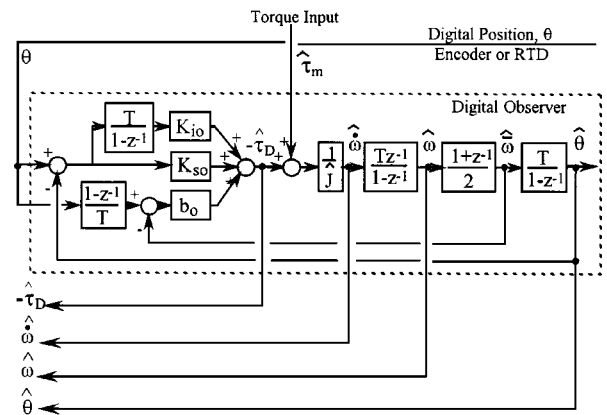 Torque Input
Digital Position, θ
Encoder or RTD
θ
τ̂m
Digital Observer
T
1-z-1
Kio
+
-τ̂D
+
+
+
1
Ĵ
ω̂̇
Tz-1
1-z-1
ω̂
1+z-1
2
ω̄̂
T
1-z-1
θ̂
+
-
Kso
+
+
1-z-1
T
+
-
bo
-τ̂D
ω̂̇
ω̂
θ̂